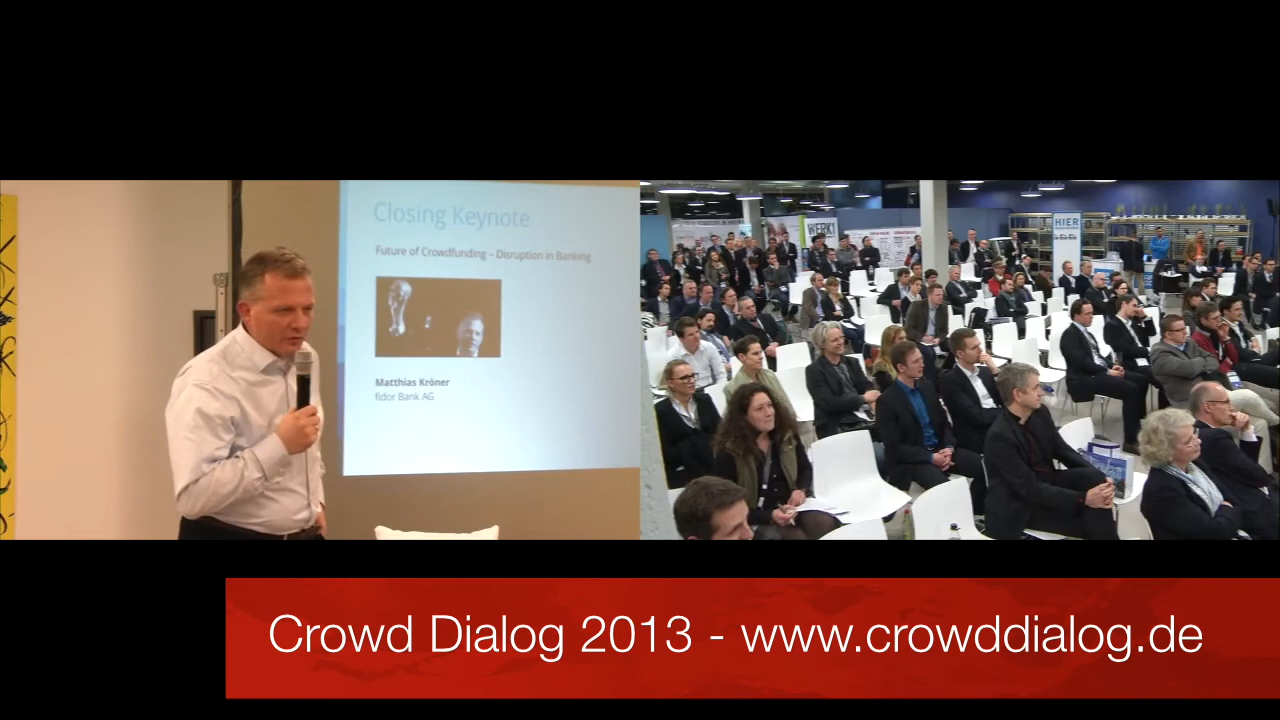 Closing Keynote
Future of Crowdfunding – Disruption in Banking
Matthias Kröner
fidor Bank AG
WERK!
HIER
Crowd Dialog 2013 - www.crowddialog.de